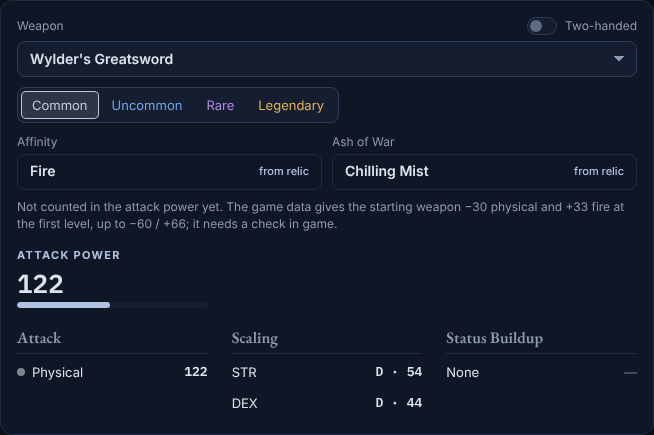 Weapon
Two-handed
Wylder's Greatsword
Common Uncommon Rare Legendary
Affinity
Ash of War
Fire from relic
Chilling Mist from relic
Not counted in the attack power yet. The game data gives the starting weapon −30 physical and +33 fire at
the first level, up to −60 / +66; it needs a check in game.
ATTACK POWER
122
Attack
Physical 122
Scaling
STR D · 54
DEX D · 44
Status Buildup
None —